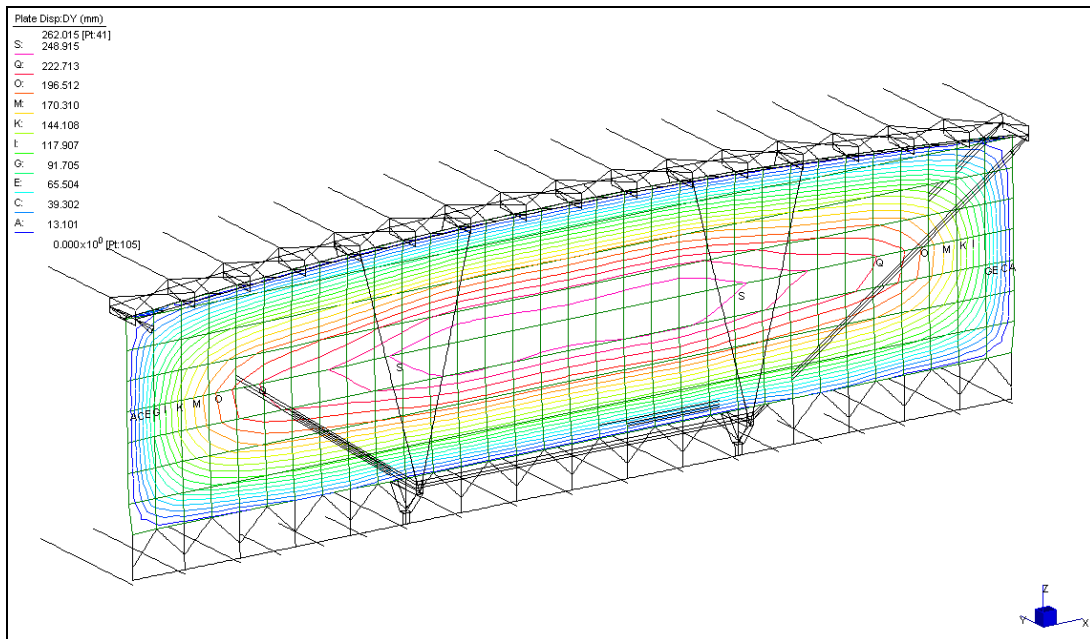 Plate Disp:DY (mm)
262.015 [Pt:41]
S: 248.915
Q: 222.713
O: 196.512
M: 170.310
K: 144.108
I: 117.907
G: 91.705
E: 65.504
C: 39.302
A: 13.101
0.000x10⁰ [Pt:105]
Q O M K I
S
GE C A
S
Q
A C E G I K M O
Z
Y X